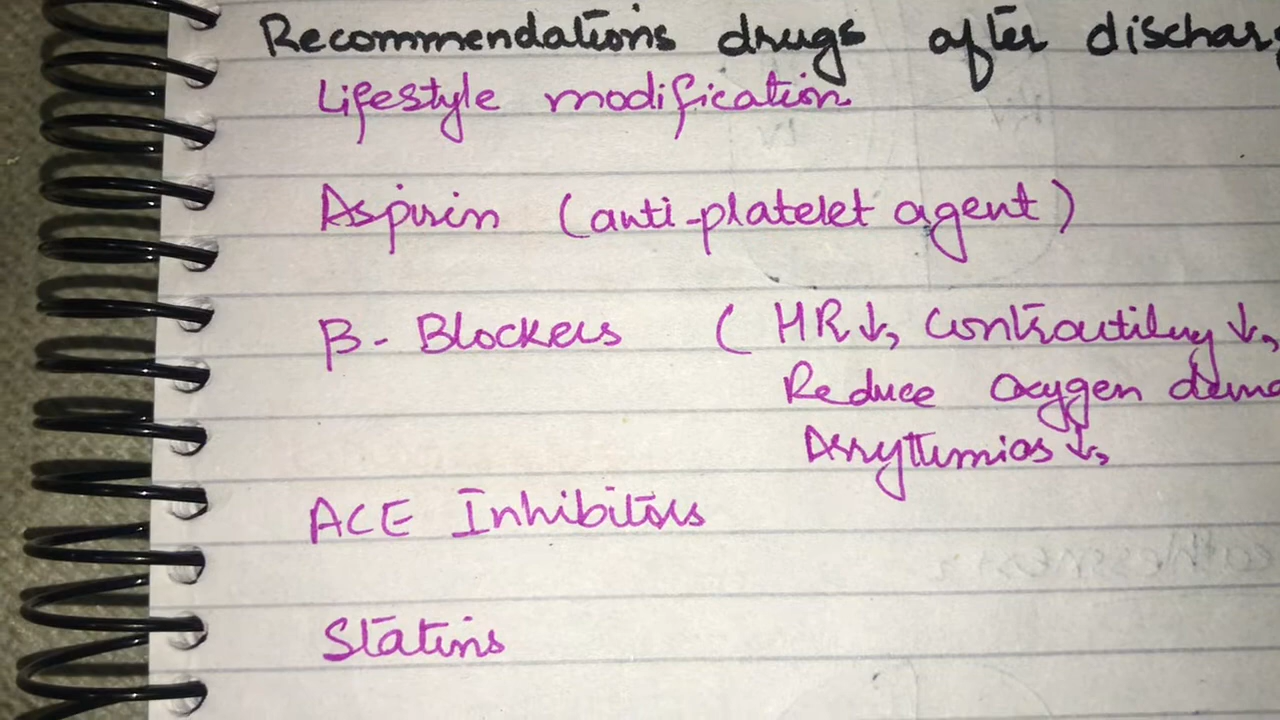 Recommendations drugs after dischar
Lifestyle modification
Aspirin (anti-platelet agent)
β- Blockers ( HR↓, Contractility ↓,
Reduce Oxygen dema
Arrytmias ↓,
ACE Inhibitors
Statins